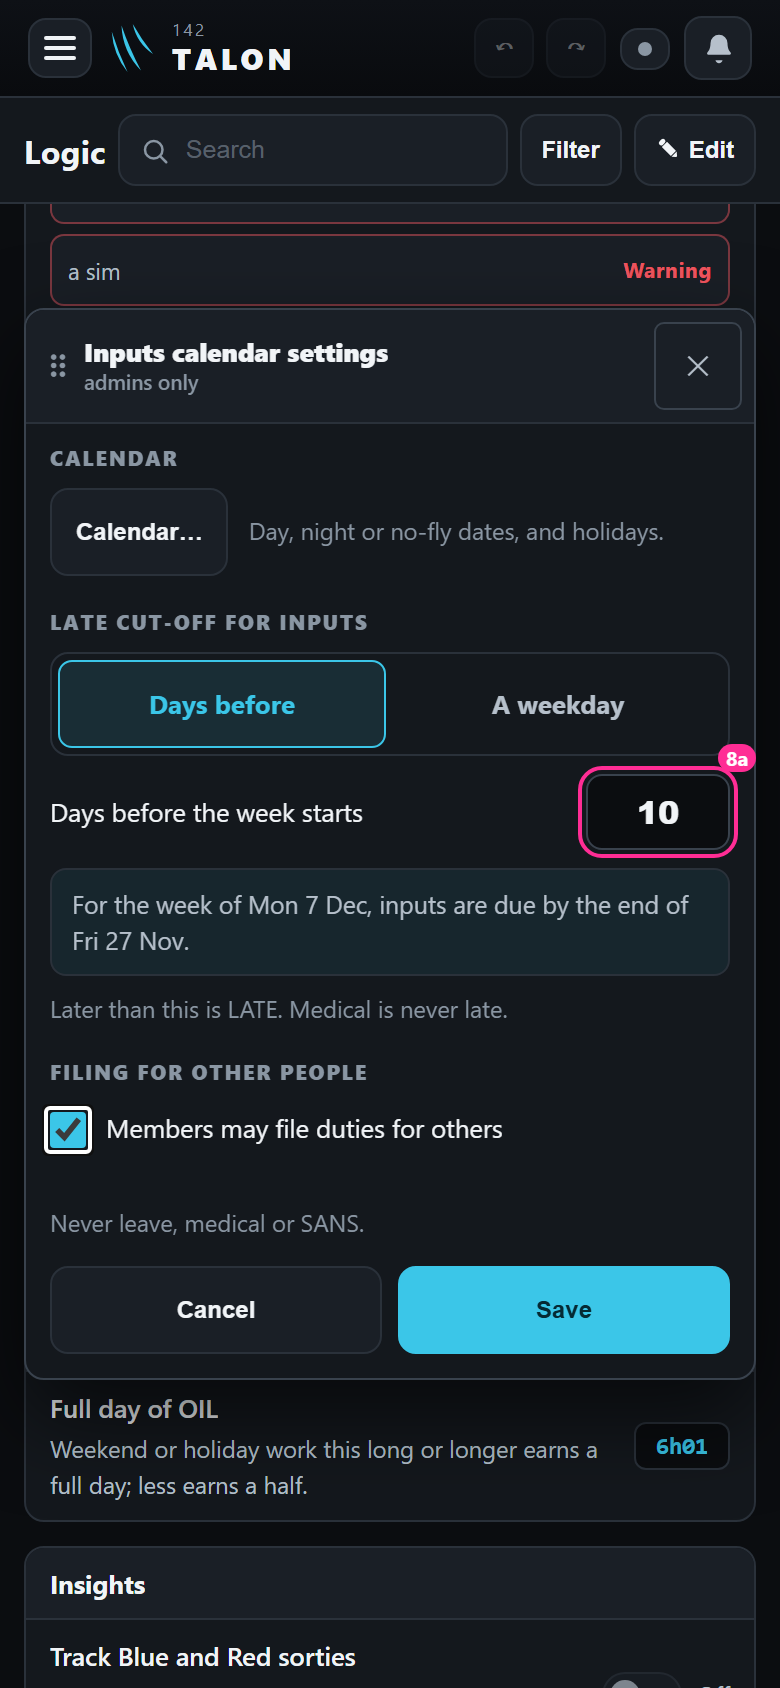 142
TALON
Logic
Search
Filter
Edit
a sim
Warning
Inputs calendar settings
admins only
CALENDAR
Calendar...
Day, night or no-fly dates, and holidays.
LATE CUT-OFF FOR INPUTS
Days before
A weekday
8a
Days before the week starts
10
For the week of Mon 7 Dec, inputs are due by the end of
Fri 27 Nov.
Later than this is LATE. Medical is never late.
FILING FOR OTHER PEOPLE
Members may file duties for others
Never leave, medical or SANS.
Cancel
Save
Full day of OIL
Weekend or holiday work this long or longer earns a
full day; less earns a half.
6h01
Insights
Track Blue and Red sorties